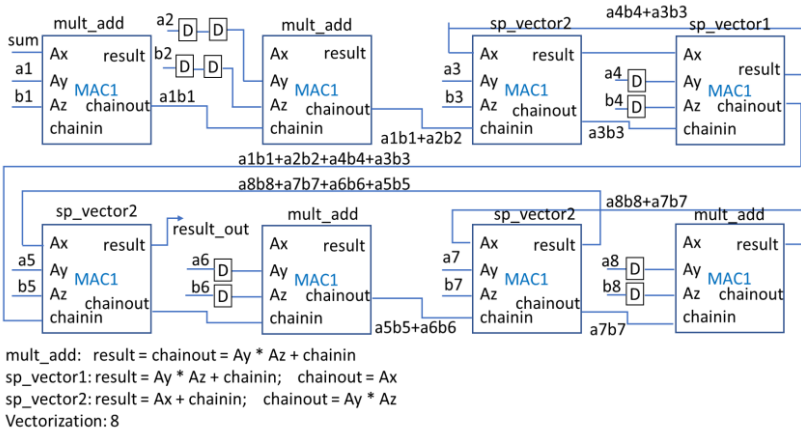 mult_add
sum
Ax
result
a1
Ay
MAC1
b1
Az
chainout
chainin
a1b1
a2
D
D
b2
D
D
mult_add
Ax
result
Ay
MAC1
Az
chainout
chainin
a1b1+a2b2
sp_vector2
Ax
result
a3
Ay
MAC1
b3
Az
chainout
chainin
a3b3
a4b4+a3b3
sp_vector1
Ax
result
a4
D
Ay
MAC1
b4
D
Az
chainout
chainin
a1b1+a2b2+a4b4+a3b3
a8b8+a7b7+a6b6+a5b5
sp_vector2
Ax
result
result_out
a5
Ay
MAC1
b5
Az
chainout
chainin
mult_add
Ax
result
a6
D
Ay
MAC1
b6
D
Az
chainout
chainin
a5b5+a6b6
sp_vector2
Ax
result
a7
Ay
MAC1
b7
Az
chainout
chainin
a7b7
a8b8+a7b7
mult_add
Ax
result
a8
D
Ay
MAC1
b8
D
Az
chainout
chainin
mult_add: result = chainout = Ay * Az + chainin
sp_vector1: result = Ay * Az + chainin; chainout = Ax
sp_vector2: result = Ax + chainin; chainout = Ay * Az
Vectorization: 8